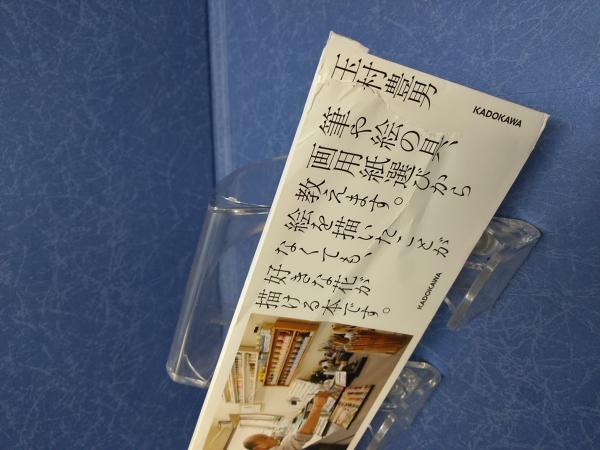 玉村豊男
筆や絵の具、
画用紙選びから
教えます。
絵を描いたことが
なくても、
好きな花が
描ける本です。
KADOKAWA
KADOKAWA